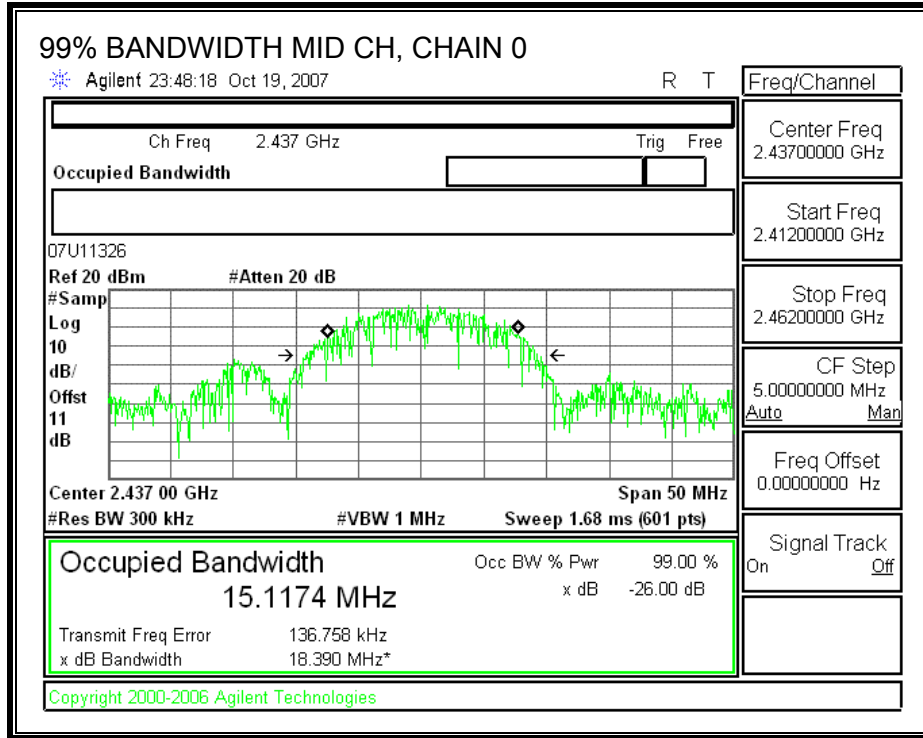 99% BANDWIDTH MID CH, CHAIN 0
Agilent 23:48:18 Oct 19, 2007 R T
Freq/Channel
Ch Freq 2.437 GHz Trig Free
Occupied Bandwidth
Center Freq
2.43700000 GHz
Start Freq
2.41200000 GHz
Stop Freq
2.46200000 GHz
CF Step
5.00000000 MHz
Auto Man
Freq Offset
0.00000000 Hz
Signal Track
On Off
07U11326
Ref 20 dBm #Atten 20 dB
#Samp
Log
10
dB/
Offst
11
dB
Center 2.437 00 GHz Span 50 MHz
#Res BW 300 kHz #VBW 1 MHz Sweep 1.68 ms (601 pts)
Occupied Bandwidth
15.1174 MHz
Occ BW % Pwr 99.00 %
x dB -26.00 dB
Transmit Freq Error 136.758 kHz
x dB Bandwidth 18.390 MHz*
Copyright 2000-2006 Agilent Technologies